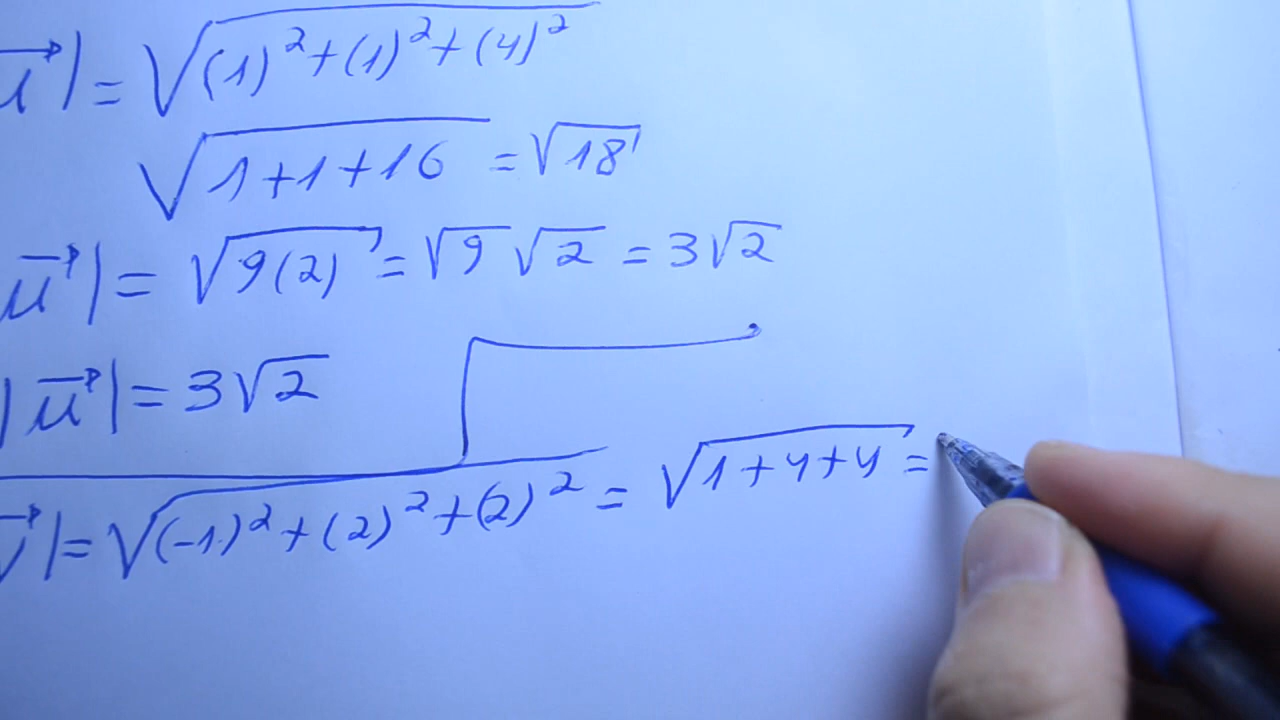 |u⃗| = √((1)² + (1)² + (4)²)
√(1+1+16) = √18
|u⃗| = √(9(2)) = √9 √2 = 3√2
|u⃗| = 3√2
|v⃗| = √((-1)² + (2)² + (2)²) = √(1+4+4) =